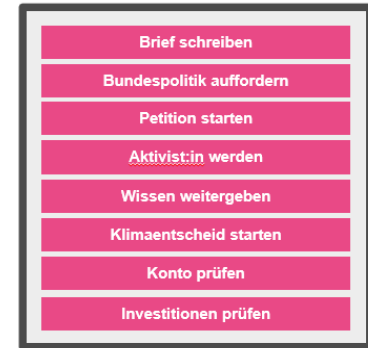 Brief schreiben
Bundespolitik auffordern
Petition starten
Aktivist:in werden
Wissen weitergeben
Klimaentscheid starten
Konto prüfen
Investitionen prüfen